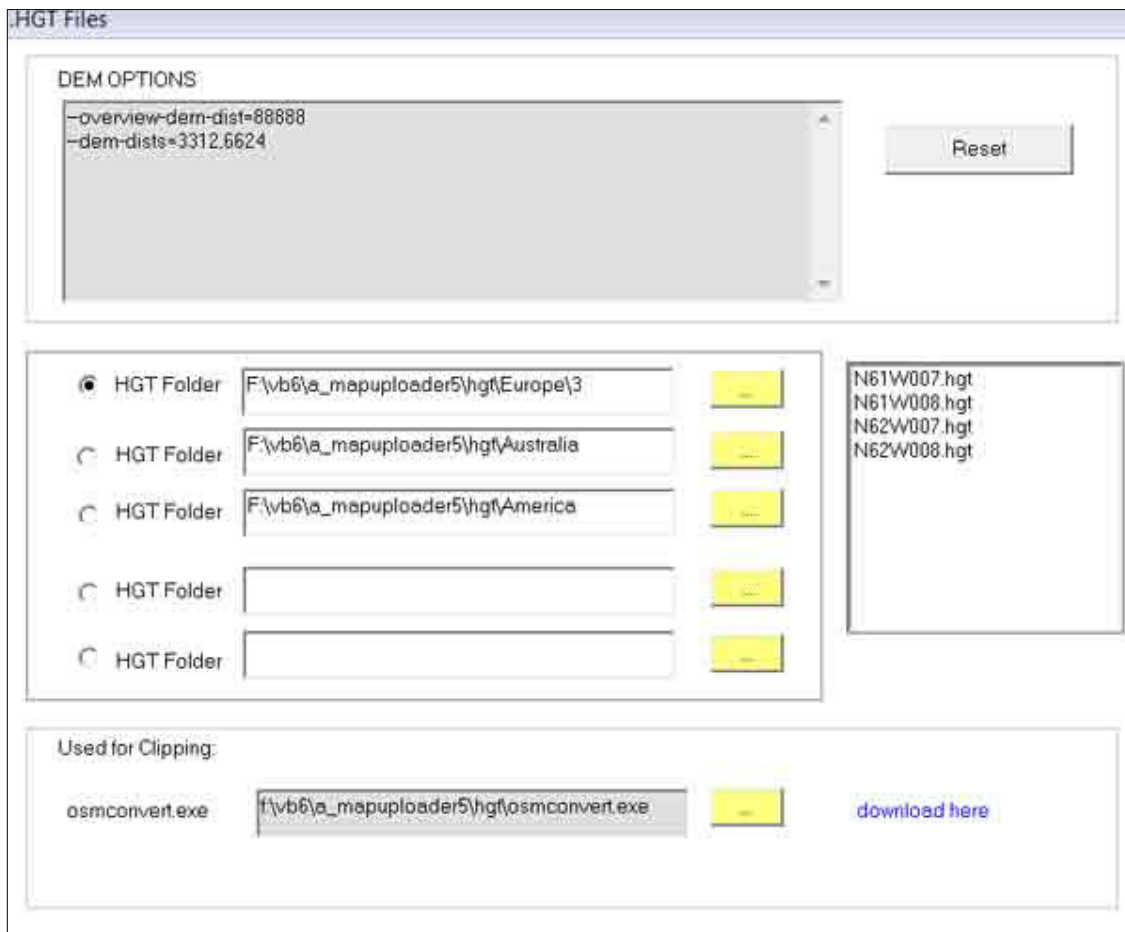 .HGT Files
DEM OPTIONS
--overview-dem-dist=88888
--dem-dists=3312,6624
Reset
HGT Folder F:\vb6\a_mapuploader5\hgt\Europe\3 ...
HGT Folder F:\vb6\a_mapuploader5\hgt\Australia ...
HGT Folder F:\vb6\a_mapuploader5\hgt\America ...
HGT Folder ...
HGT Folder ...
N61W007.hgt
N61W008.hgt
N62W007.hgt
N62W008.hgt
Used for Clipping:
osmconvert.exe f:\vb6\a_mapuploader5\hgt\osmconvert.exe ... download here